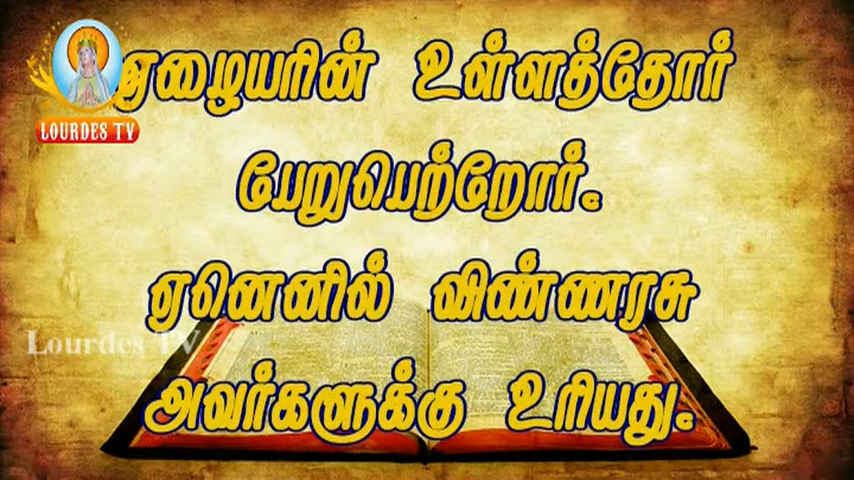 ஏழையரின் உள்ளத்தோர்
LOURDES TV
பேறுபெற்றோர்.
ஏனெனில் விண்ணரசு
Lourdes TV
அவர்களுக்கு உரியது.